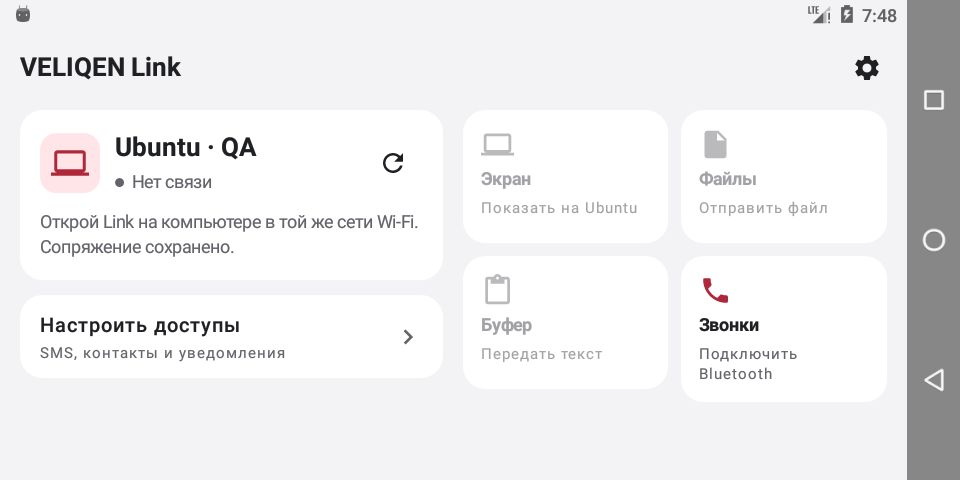 LTE 7:48
VELIQEN Link
Ubuntu · QA
Нет связи
Открой Link на компьютере в той же сети Wi-Fi.
Сопряжение сохранено.
Настроить доступы
SMS, контакты и уведомления
Экран
Показать на Ubuntu
Файлы
Отправить файл
Буфер
Передать текст
Звонки
Подключить
Bluetooth